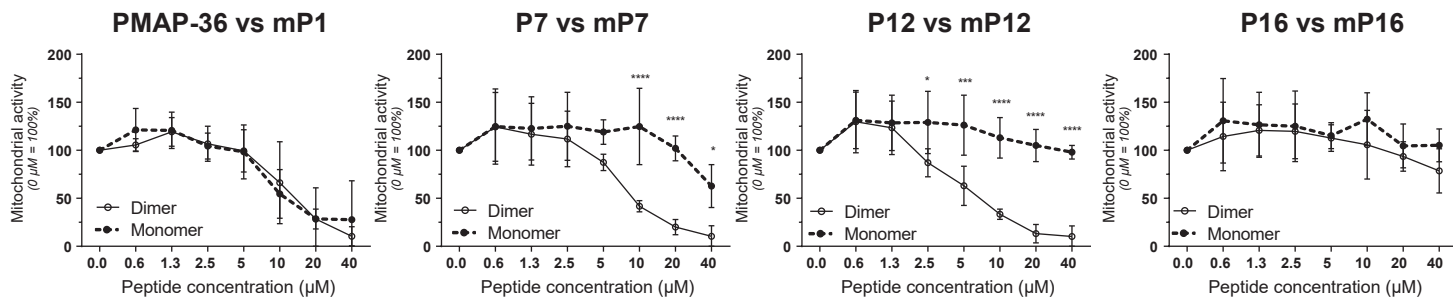 PMAP-36 vs mP1
Mitochondrial activity
(0 µM = 100%)
200
150
100
50
0
Dimer
Monomer
0.0 0.6 1.3 2.5 5 10 20 40
Peptide concentration (µM)
P7 vs mP7
Mitochondrial activity
(0 µM = 100%)
200
150
100
50
0
****
****
*
Dimer
Monomer
0.0 0.6 1.3 2.5 5 10 20 40
Peptide concentration (µM)
P12 vs mP12
Mitochondrial activity
(0 µM = 100%)
200
150
100
50
0
*
***
****
****
****
Dimer
Monomer
0.0 0.6 1.3 2.5 5 10 20 40
Peptide concentration (µM)
P16 vs mP16
Mitochondrial activity
(0 µM = 100%)
200
150
100
50
0
Dimer
Monomer
0.0 0.6 1.3 2.5 5 10 20 40
Peptide concentration (µM)